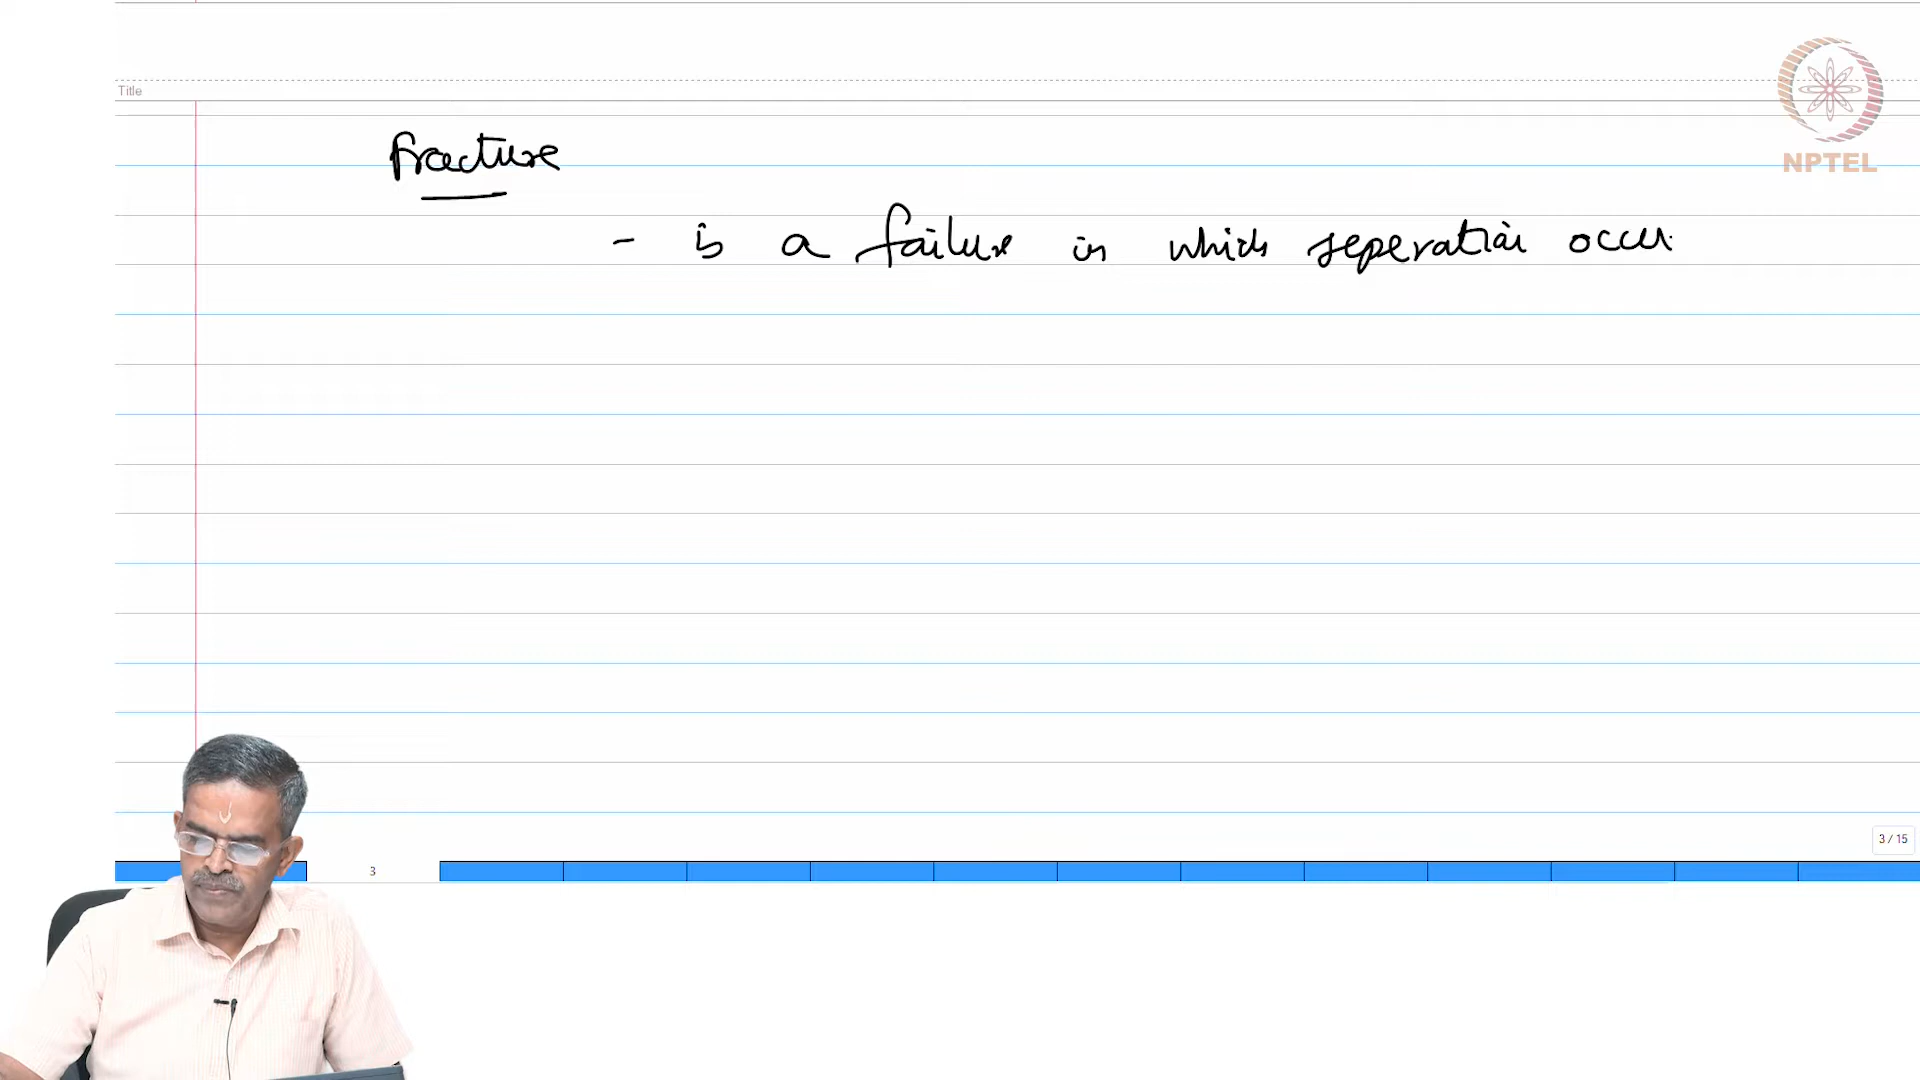 Title
NPTEL
Fracture
- is a failure in which seperation occur
3 / 15
3